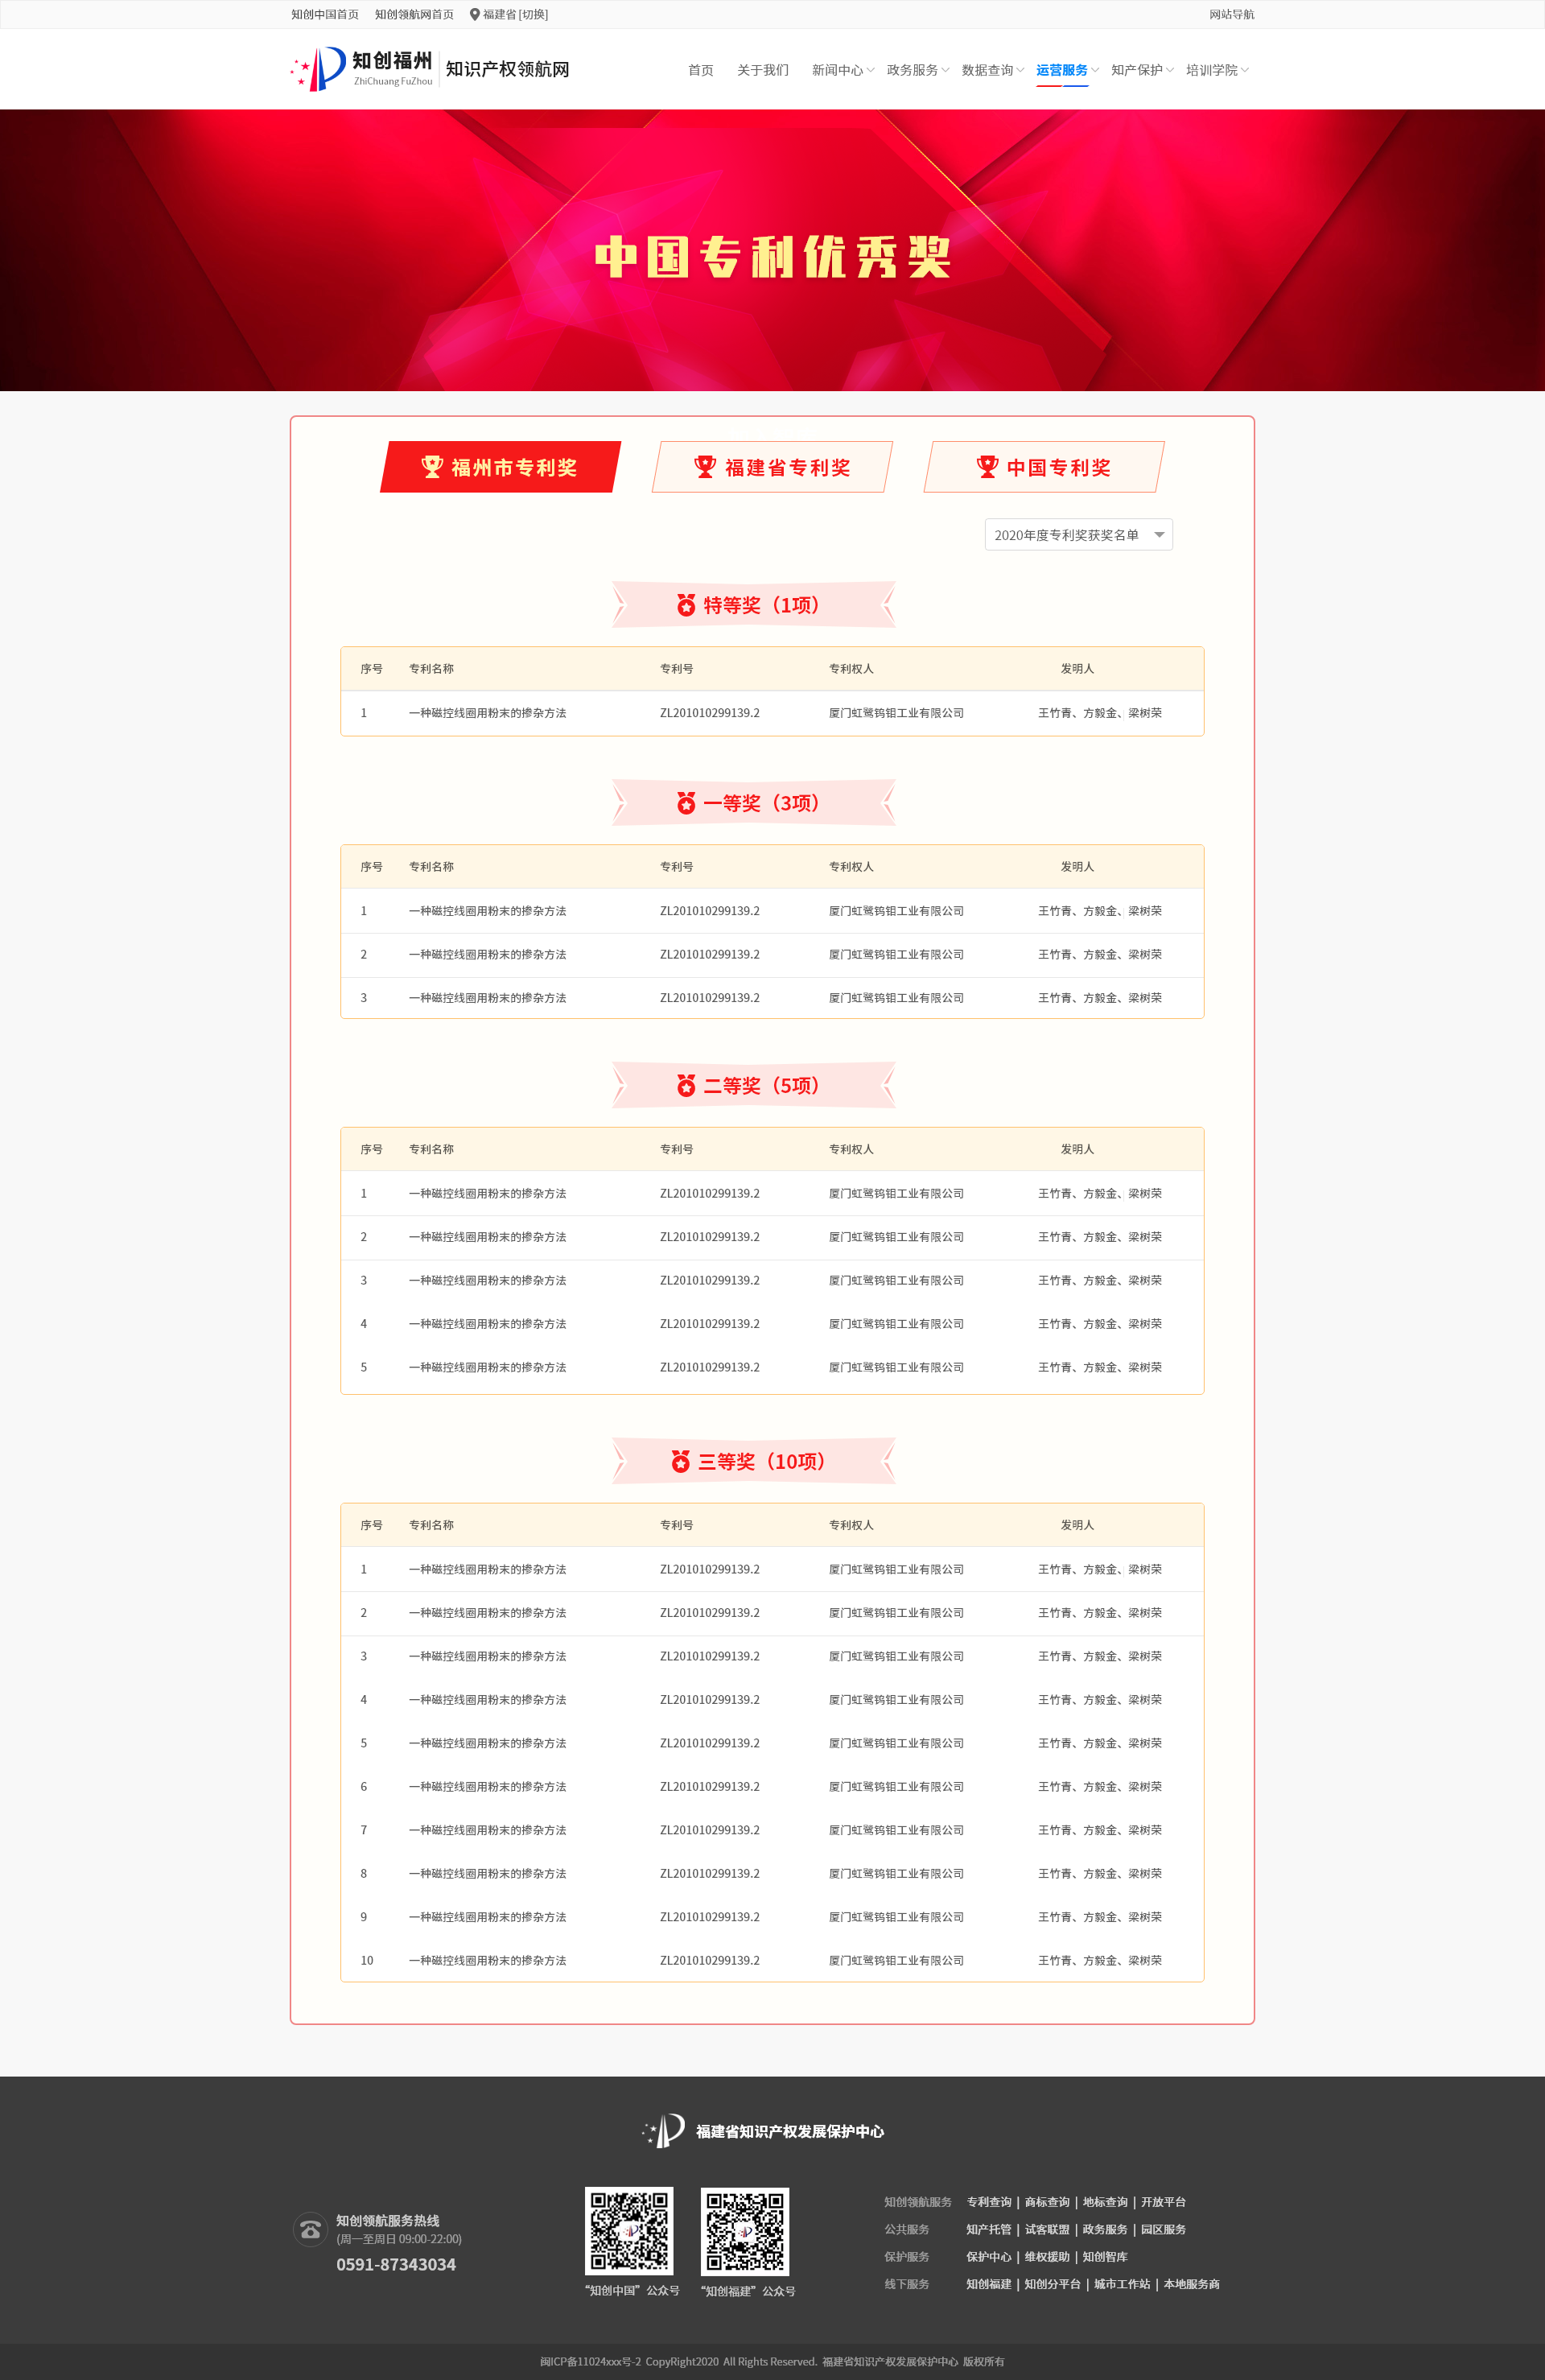 知创中国首页 知创领航网首页 福建省[切换] 网站导航
知创福州 知识产权领航网
ZhiChuang FuZhou
首页 关于我们 新闻中心 政务服务 数据查询 运营服务 知产保护 培训学院
中国专利优秀奖
福州市专利奖 福建省专利奖 中国专利奖
2020年度专利奖获奖名单
特等奖（1项）
序号 专利名称 专利号 专利权人 发明人
1 一种磁控线圈用粉末的掺杂方法 ZL201010299139.2 厦门虹鹭钨钼工业有限公司 王竹青、方毅金、梁树荣
一等奖（3项）
序号 专利名称 专利号 专利权人 发明人
1 一种磁控线圈用粉末的掺杂方法 ZL201010299139.2 厦门虹鹭钨钼工业有限公司 王竹青、方毅金、梁树荣
2 一种磁控线圈用粉末的掺杂方法 ZL201010299139.2 厦门虹鹭钨钼工业有限公司 王竹青、方毅金、梁树荣
3 一种磁控线圈用粉末的掺杂方法 ZL201010299139.2 厦门虹鹭钨钼工业有限公司 王竹青、方毅金、梁树荣
二等奖（5项）
序号 专利名称 专利号 专利权人 发明人
1 一种磁控线圈用粉末的掺杂方法 ZL201010299139.2 厦门虹鹭钨钼工业有限公司 王竹青、方毅金、梁树荣
2 一种磁控线圈用粉末的掺杂方法 ZL201010299139.2 厦门虹鹭钨钼工业有限公司 王竹青、方毅金、梁树荣
3 一种磁控线圈用粉末的掺杂方法 ZL201010299139.2 厦门虹鹭钨钼工业有限公司 王竹青、方毅金、梁树荣
4 一种磁控线圈用粉末的掺杂方法 ZL201010299139.2 厦门虹鹭钨钼工业有限公司 王竹青、方毅金、梁树荣
5 一种磁控线圈用粉末的掺杂方法 ZL201010299139.2 厦门虹鹭钨钼工业有限公司 王竹青、方毅金、梁树荣
三等奖（10项）
序号 专利名称 专利号 专利权人 发明人
1 一种磁控线圈用粉末的掺杂方法 ZL201010299139.2 厦门虹鹭钨钼工业有限公司 王竹青、方毅金、梁树荣
2 一种磁控线圈用粉末的掺杂方法 ZL201010299139.2 厦门虹鹭钨钼工业有限公司 王竹青、方毅金、梁树荣
3 一种磁控线圈用粉末的掺杂方法 ZL201010299139.2 厦门虹鹭钨钼工业有限公司 王竹青、方毅金、梁树荣
4 一种磁控线圈用粉末的掺杂方法 ZL201010299139.2 厦门虹鹭钨钼工业有限公司 王竹青、方毅金、梁树荣
5 一种磁控线圈用粉末的掺杂方法 ZL201010299139.2 厦门虹鹭钨钼工业有限公司 王竹青、方毅金、梁树荣
6 一种磁控线圈用粉末的掺杂方法 ZL201010299139.2 厦门虹鹭钨钼工业有限公司 王竹青、方毅金、梁树荣
7 一种磁控线圈用粉末的掺杂方法 ZL201010299139.2 厦门虹鹭钨钼工业有限公司 王竹青、方毅金、梁树荣
8 一种磁控线圈用粉末的掺杂方法 ZL201010299139.2 厦门虹鹭钨钼工业有限公司 王竹青、方毅金、梁树荣
9 一种磁控线圈用粉末的掺杂方法 ZL201010299139.2 厦门虹鹭钨钼工业有限公司 王竹青、方毅金、梁树荣
10 一种磁控线圈用粉末的掺杂方法 ZL201010299139.2 厦门虹鹭钨钼工业有限公司 王竹青、方毅金、梁树荣
福建省知识产权发展保护中心
知创领航服务热线
(周一至周日 09:00-22:00)
0591-87343034
“知创中国”公众号 “知创福建”公众号
知创领航服务 专利查询 | 商标查询 | 地标查询 | 开放平台
公共服务 知产托管 | 试客联盟 | 政务服务 | 园区服务
保护服务 保护中心 | 维权援助 | 知创智库
线下服务 知创福建 | 知创分平台 | 城市工作站 | 本地服务商
闽ICP备11024xxx号-2 CopyRight2020 All Rights Reserved. 福建省知识产权发展保护中心 版权所有